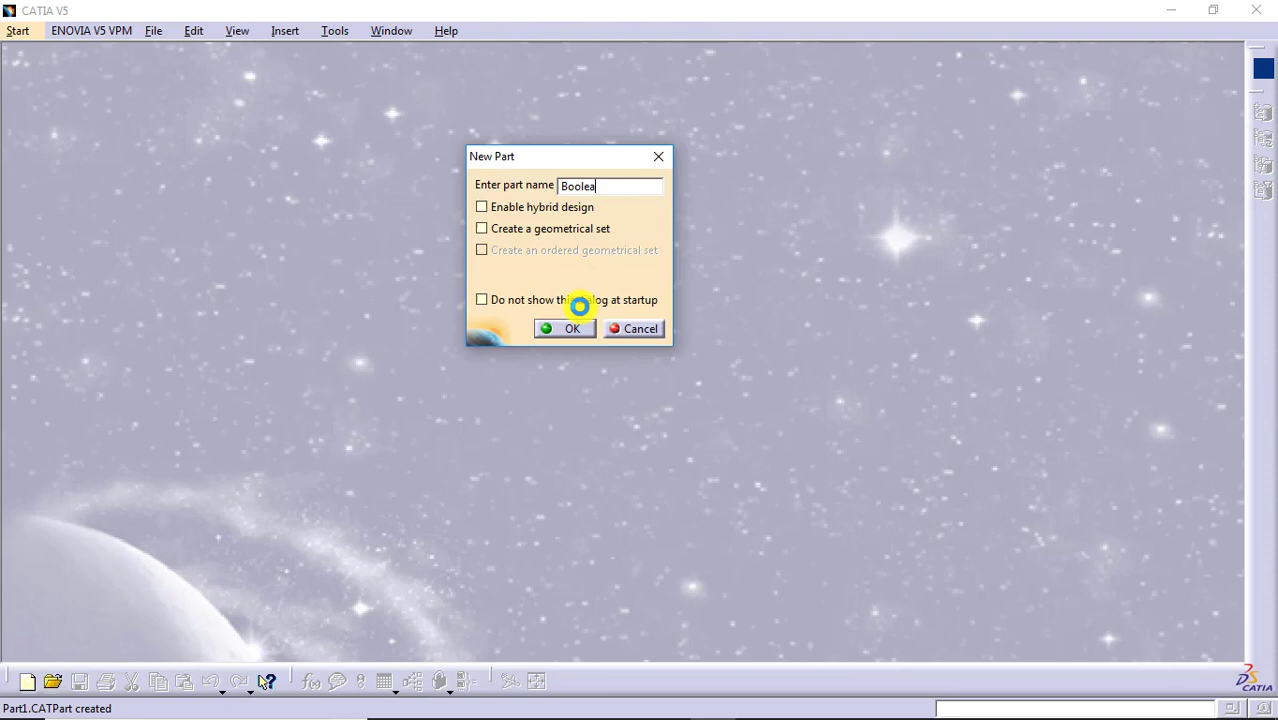 CATIA V5
Start ENOVIA V5 VPM File Edit View Insert Tools Window Help
New Part
Enter part name Boolea
Enable hybrid design
Create a geometrical set
Create an ordered geometrical set
Do not show this dialog at startup
OK Cancel
f(x)
CATIA
Part1.CATPart created